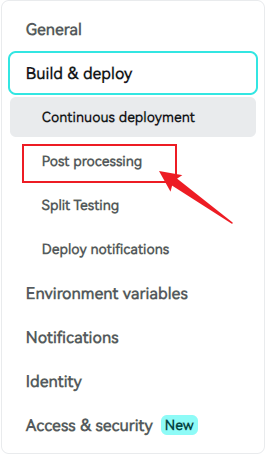 General
Build & deploy
Continuous deployment
Post processing
Split Testing
Deploy notifications
Environment variables
Notifications
Identity
Access & security New